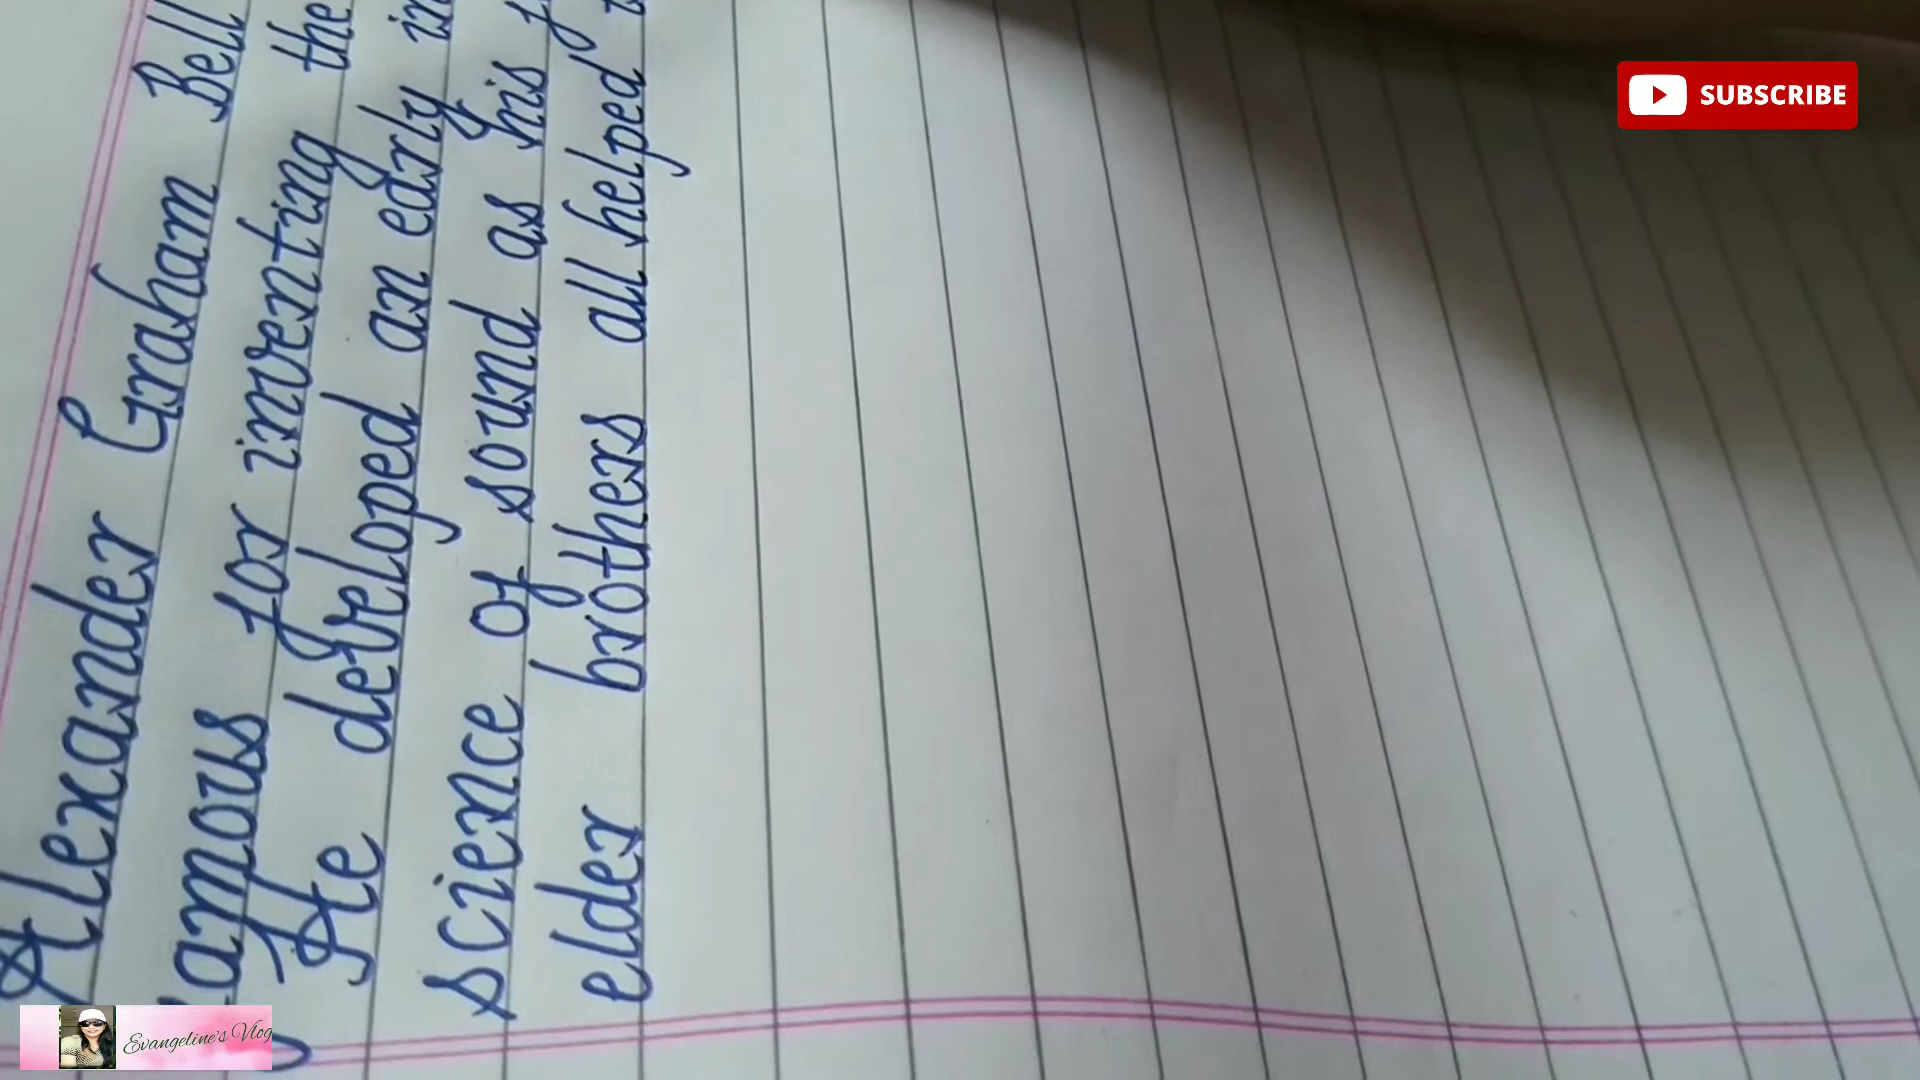 Alexander Graham Bell
famous for inventing the
He developed an early in
science of sound as his f
elder brothers all helped t
SUBSCRIBE
Evangeline's Vlog